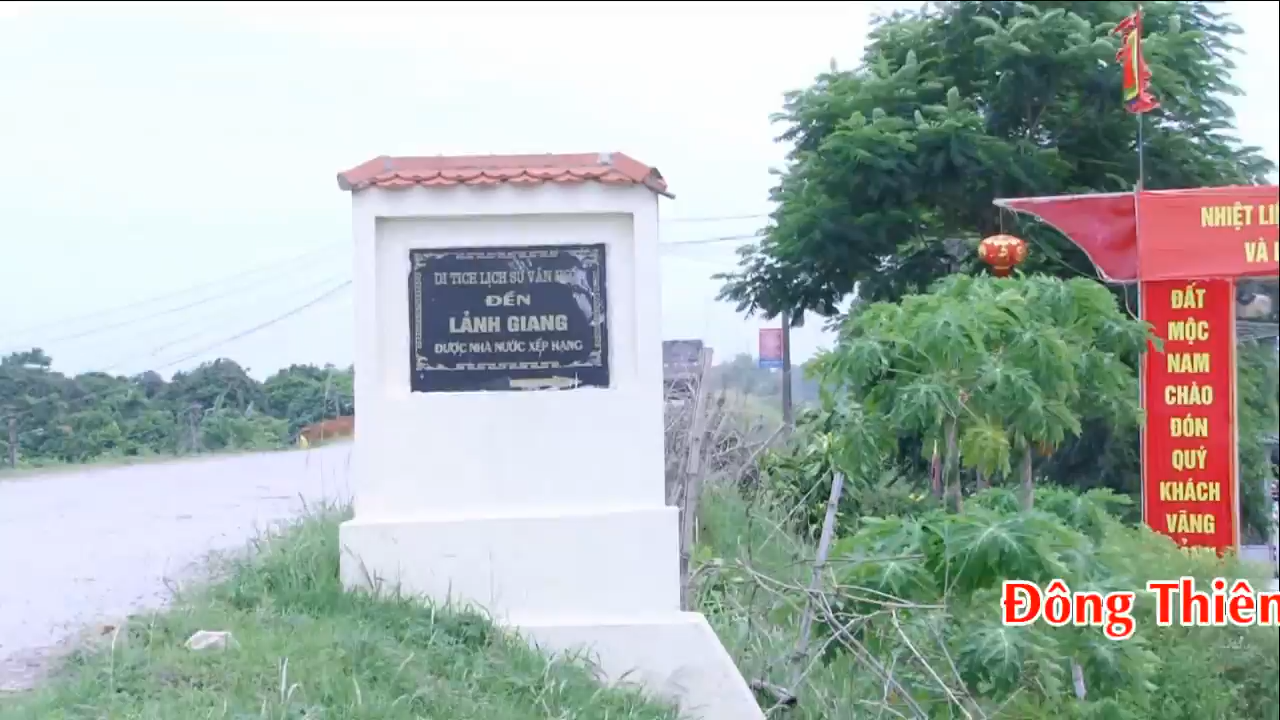 DI TICH LỊCH SỬ VĂN
ĐỀN
LẢNH GIANG
ĐƯỢC NHÀ NƯỚC XẾP HẠNG
NHIỆT LI
VÀ
ĐẤT
MỘC
NAM
CHÀO
ĐÓN
QUÝ
KHÁCH
VÃNG
Đông Thiên